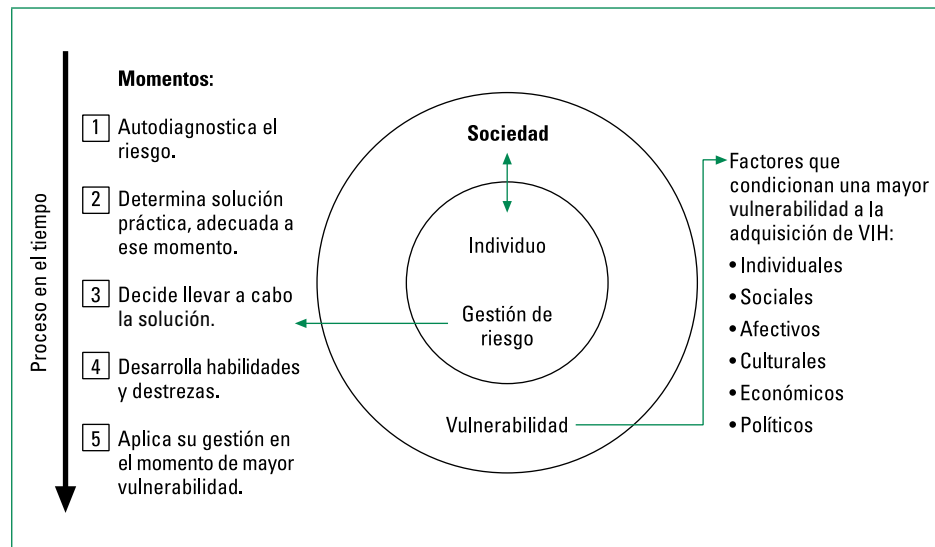 Proceso en el tiempo
Momentos:
1 Autodiagnostica el
riesgo.
2 Determina solución
práctica, adecuada a
ese momento.
3 Decide llevar a cabo
la solución.
4 Desarrolla habilidades
y destrezas.
5 Aplica su gestión en
el momento de mayor
vulnerabilidad.
Sociedad
Individuo
Gestión de
riesgo
Vulnerabilidad
Factores que
condicionan una mayor
vulnerabilidad a la
adquisición de VIH:
• Individuales
• Sociales
• Afectivos
• Culturales
• Económicos
• Políticos